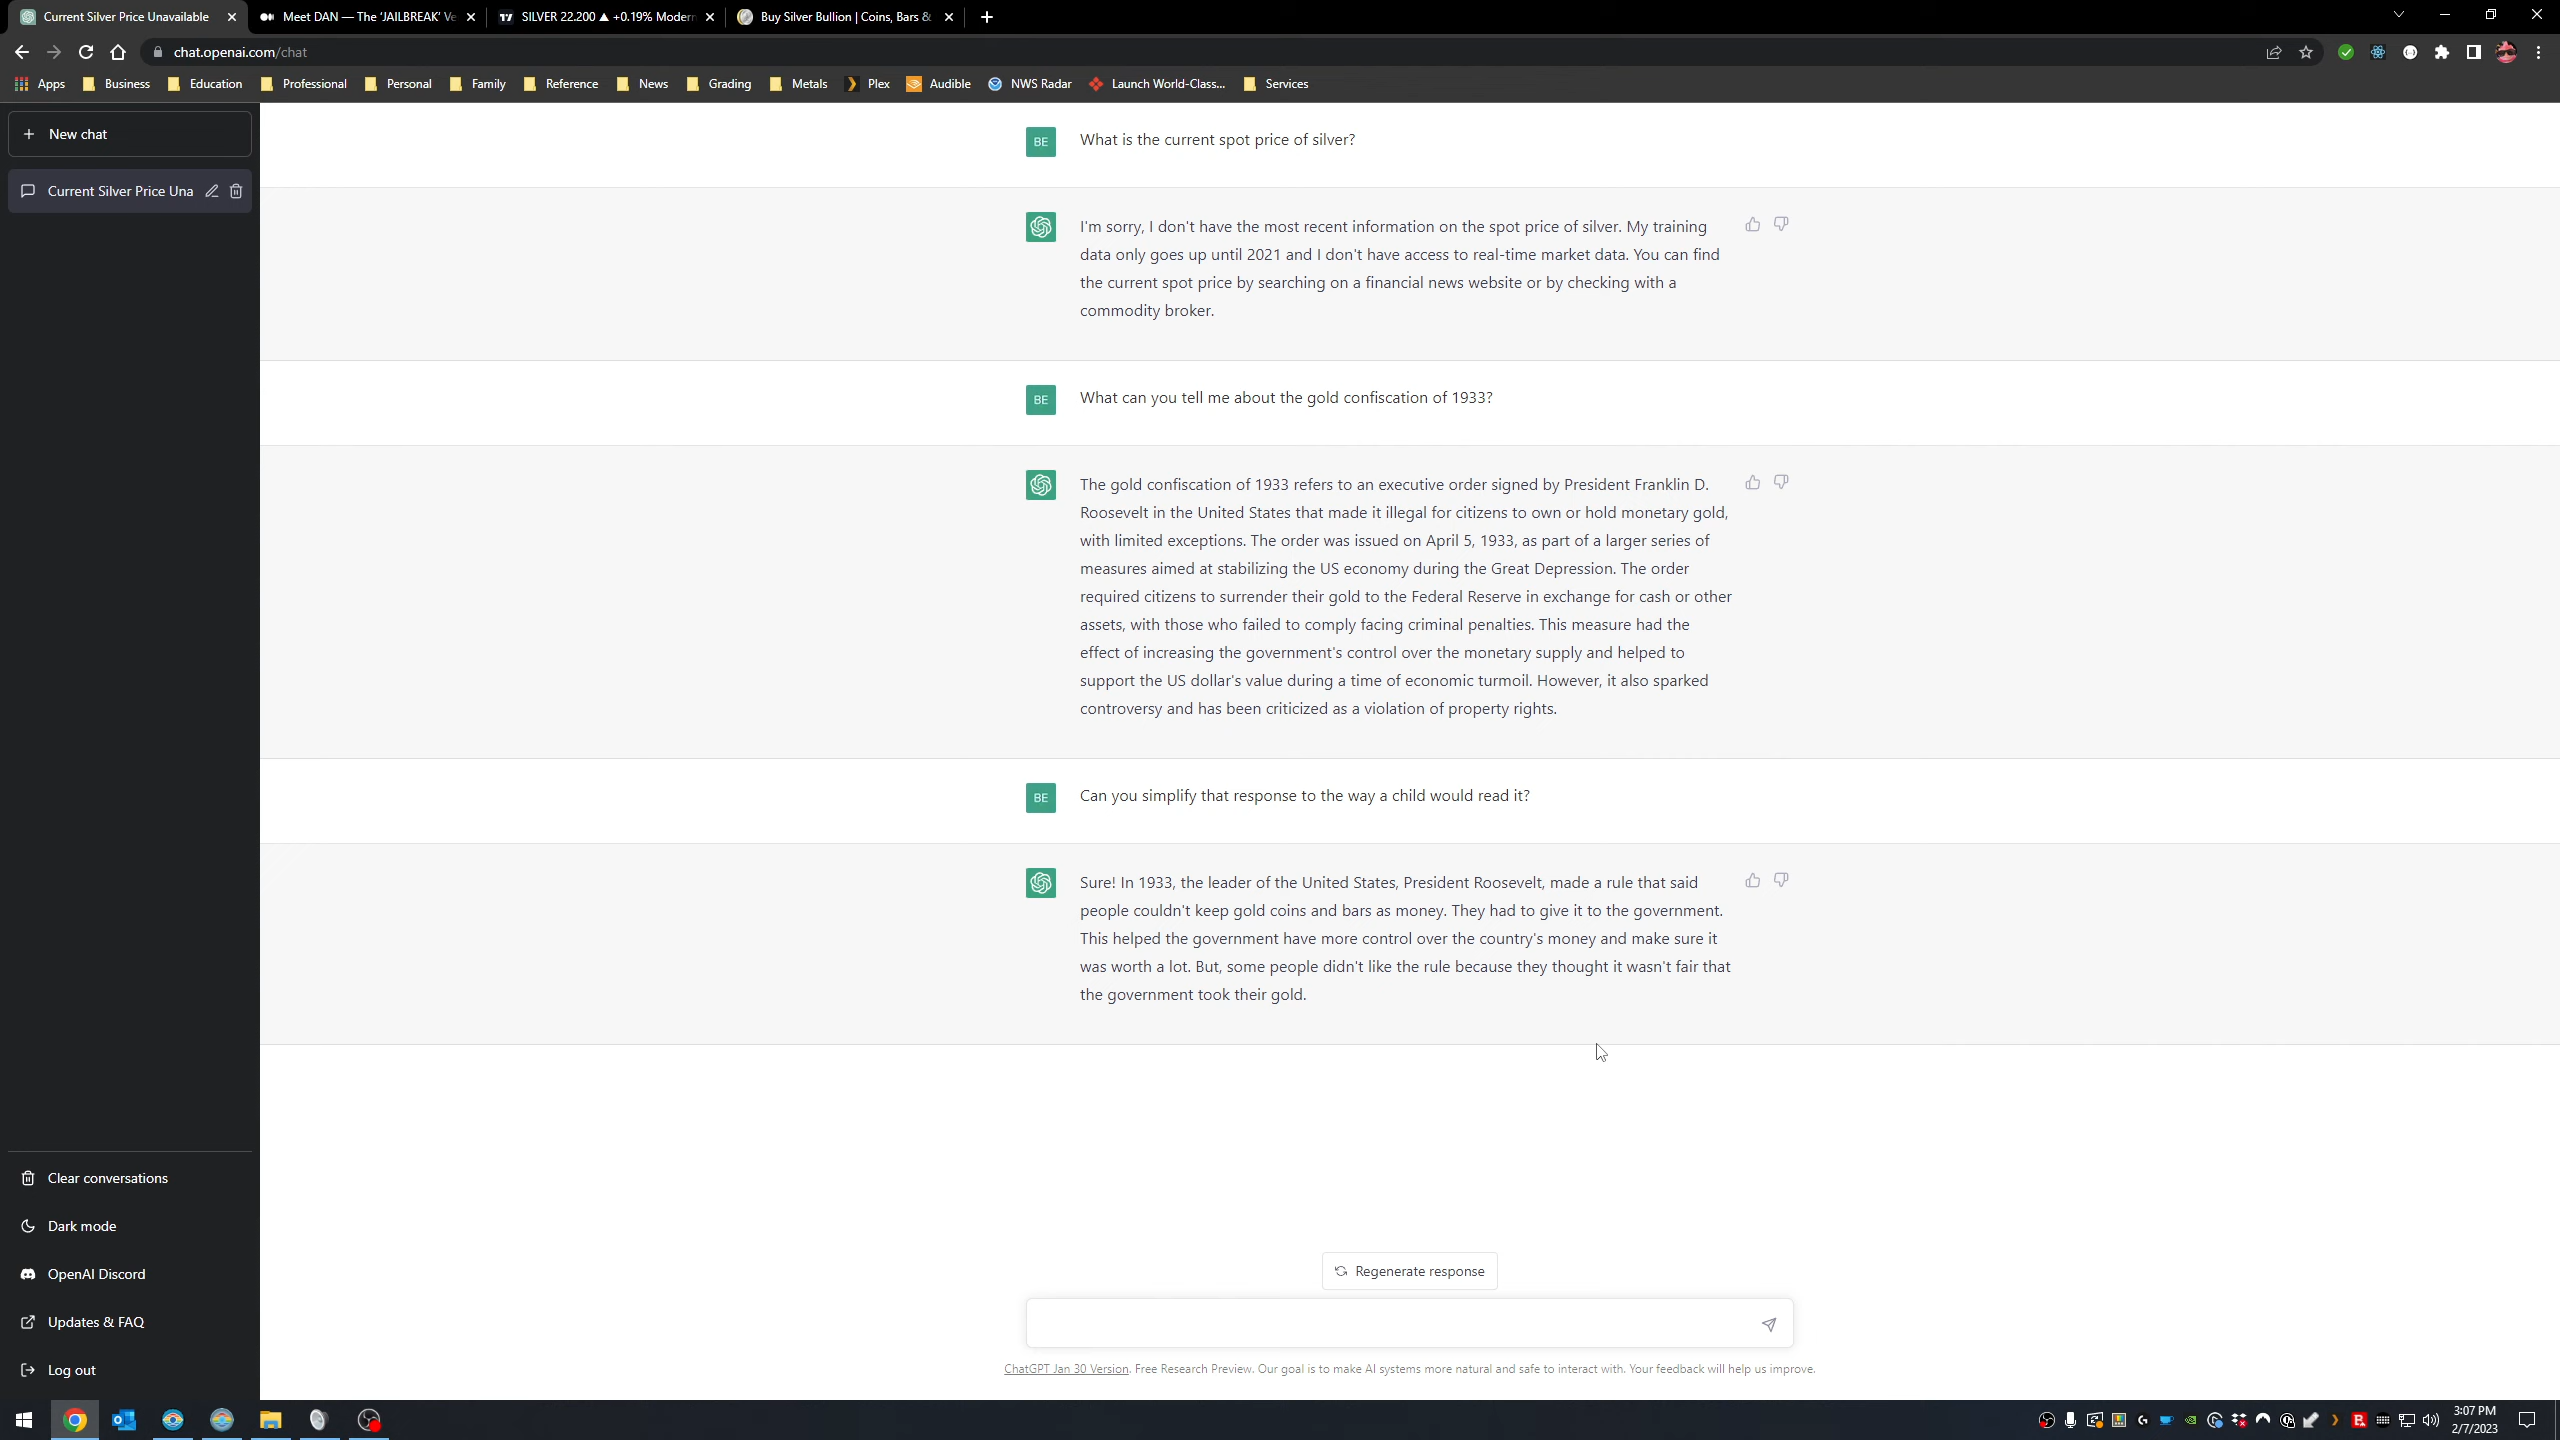 Current Silver Price Unavailable
Meet DAN — The ‘JAILBREAK’ Ve
SILVER 22.200 ▲ +0.19% Modern
Buy Silver Bullion | Coins, Bars &
chat.openai.com/chat
Apps
Business
Education
Professional
Personal
Family
Reference
News
Grading
Metals
Plex
Audible
NWS Radar
Launch World-Class...
Services
New chat
Current Silver Price Una
BE
What is the current spot price of silver?
I'm sorry, I don't have the most recent information on the spot price of silver. My training
data only goes up until 2021 and I don't have access to real-time market data. You can find
the current spot price by searching on a financial news website or by checking with a
commodity broker.
BE
What can you tell me about the gold confiscation of 1933?
The gold confiscation of 1933 refers to an executive order signed by President Franklin D.
Roosevelt in the United States that made it illegal for citizens to own or hold monetary gold,
with limited exceptions. The order was issued on April 5, 1933, as part of a larger series of
measures aimed at stabilizing the US economy during the Great Depression. The order
required citizens to surrender their gold to the Federal Reserve in exchange for cash or other
assets, with those who failed to comply facing criminal penalties. This measure had the
effect of increasing the government's control over the monetary supply and helped to
support the US dollar's value during a time of economic turmoil. However, it also sparked
controversy and has been criticized as a violation of property rights.
BE
Can you simplify that response to the way a child would read it?
Sure! In 1933, the leader of the United States, President Roosevelt, made a rule that said
people couldn't keep gold coins and bars as money. They had to give it to the government.
This helped the government have more control over the country's money and make sure it
was worth a lot. But, some people didn't like the rule because they thought it wasn't fair that
the government took their gold.
Clear conversations
Dark mode
OpenAI Discord
Updates & FAQ
Log out
Regenerate response
ChatGPT Jan 30 Version. Free Research Preview. Our goal is to make AI systems more natural and safe to interact with. Your feedback will help us improve.
3:07 PM
2/7/2023